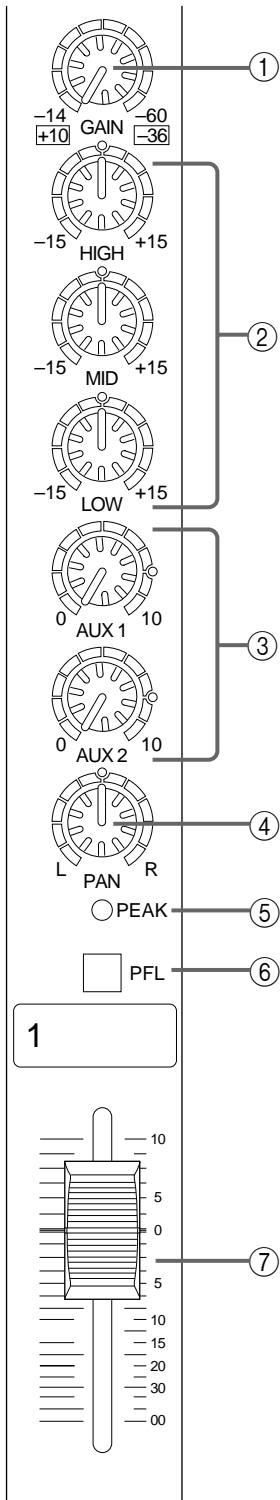 ①
–14 –60
+10 GAIN –36
–15 +15
HIGH
②
–15 +15
MID
–15 +15
LOW
0 10
AUX 1
③
0 10
AUX 2
④
L R
PAN
PEAK ⑤
PFL ⑥
1
10
5
0
⑦
5
10
15
20
30
00